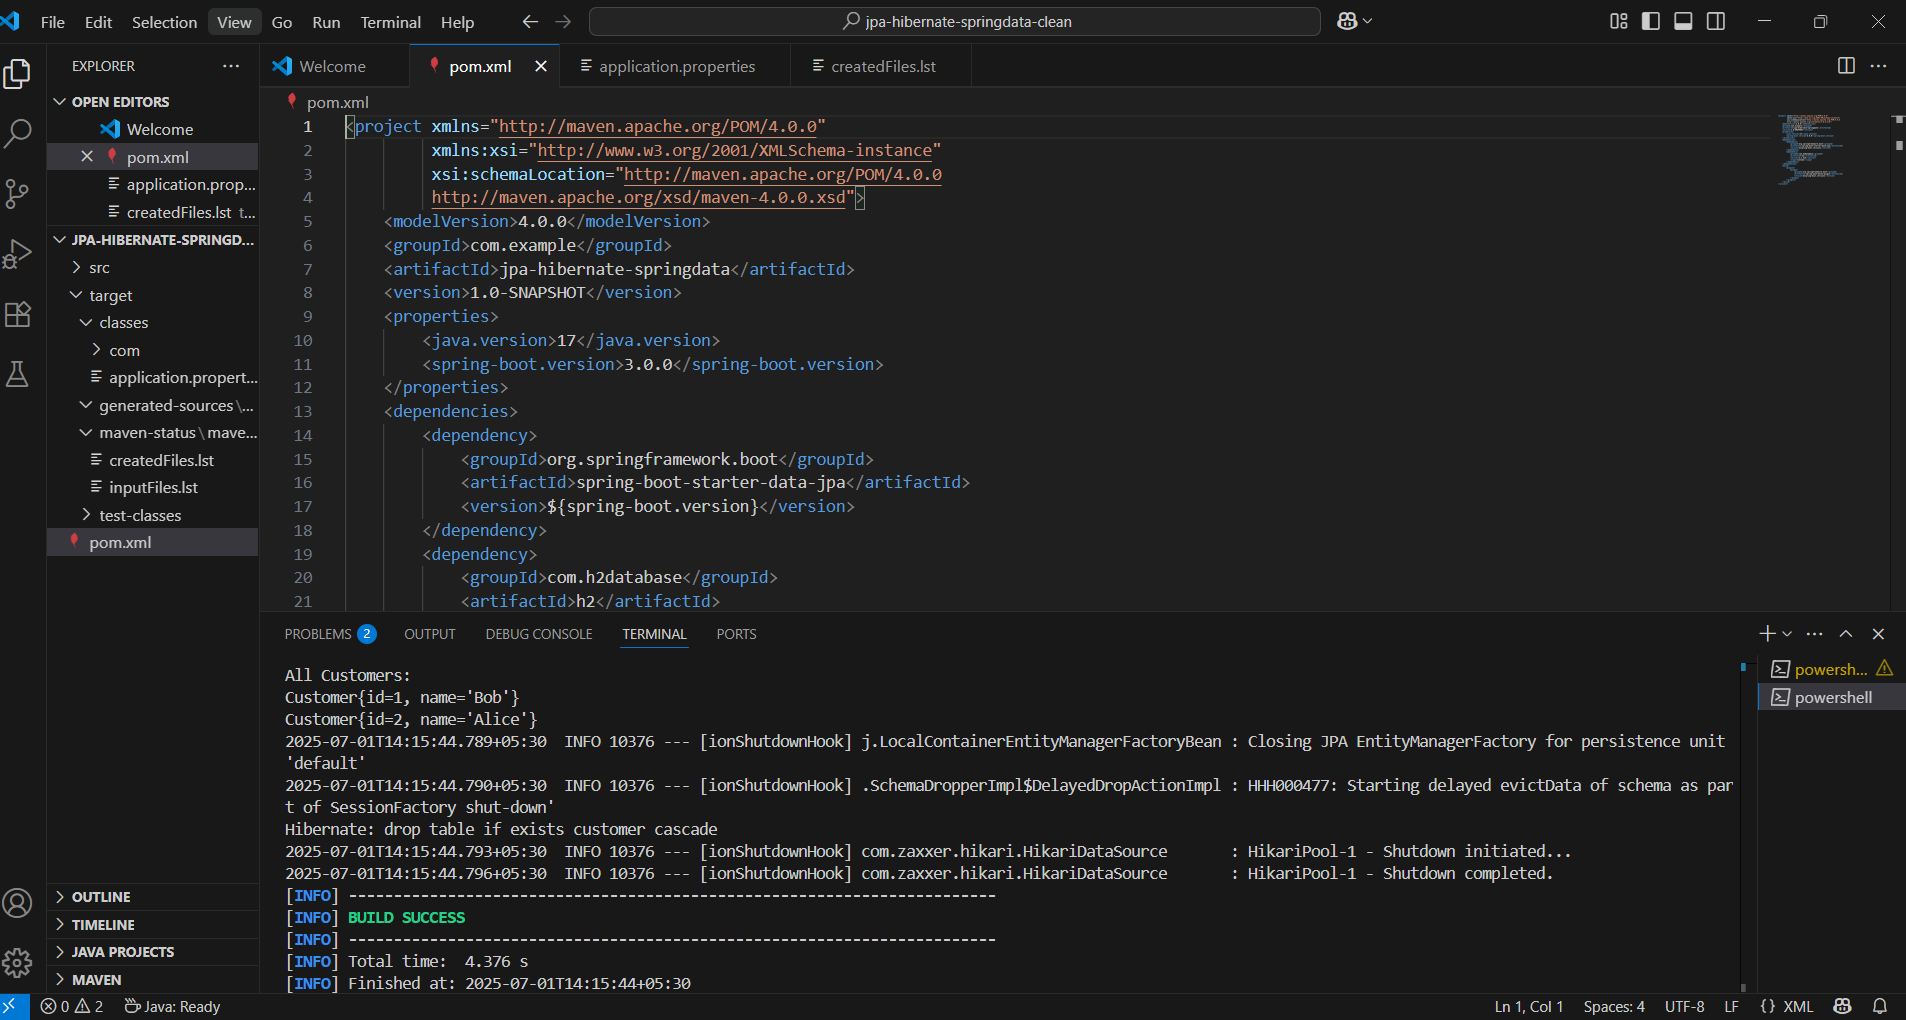 File Edit Selection View Go Run Terminal Help
jpa-hibernate-springdata-clean
EXPLORER
OPEN EDITORS
Welcome
pom.xml
application.prop...
createdFiles.lst t...
JPA-HIBERNATE-SPRINGD...
src
target
classes
com
application.propert...
generated-sources\...
maven-status\mave...
createdFiles.lst
inputFiles.lst
test-classes
pom.xml
OUTLINE
TIMELINE
JAVA PROJECTS
MAVEN
Welcome pom.xml application.properties createdFiles.lst
pom.xml
1 <project xmlns="http://maven.apache.org/POM/4.0.0"
2 xmlns:xsi="http://www.w3.org/2001/XMLSchema-instance"
3 xsi:schemaLocation="http://maven.apache.org/POM/4.0.0
4 http://maven.apache.org/xsd/maven-4.0.0.xsd">
5 <modelVersion>4.0.0</modelVersion>
6 <groupId>com.example</groupId>
7 <artifactId>jpa-hibernate-springdata</artifactId>
8 <version>1.0-SNAPSHOT</version>
9 <properties>
10 <java.version>17</java.version>
11 <spring-boot.version>3.0.0</spring-boot.version>
12 </properties>
13 <dependencies>
14 <dependency>
15 <groupId>org.springframework.boot</groupId>
16 <artifactId>spring-boot-starter-data-jpa</artifactId>
17 <version>${spring-boot.version}</version>
18 </dependency>
19 <dependency>
20 <groupId>com.h2database</groupId>
21 <artifactId>h2</artifactId>
PROBLEMS 2 OUTPUT DEBUG CONSOLE TERMINAL PORTS
All Customers:
Customer{id=1, name='Bob'}
Customer{id=2, name='Alice'}
2025-07-01T14:15:44.789+05:30  INFO 10376 --- [ionShutdownHook] j.LocalContainerEntityManagerFactoryBean : Closing JPA EntityManagerFactory for persistence unit
'default'
2025-07-01T14:15:44.790+05:30  INFO 10376 --- [ionShutdownHook] .SchemaDropperImpl$DelayedDropActionImpl : HHH000477: Starting delayed evictData of schema as par
t of SessionFactory shut-down'
Hibernate: drop table if exists customer cascade
2025-07-01T14:15:44.793+05:30  INFO 10376 --- [ionShutdownHook] com.zaxxer.hikari.HikariDataSource       : HikariPool-1 - Shutdown initiated...
2025-07-01T14:15:44.796+05:30  INFO 10376 --- [ionShutdownHook] com.zaxxer.hikari.HikariDataSource       : HikariPool-1 - Shutdown completed.
[INFO] ------------------------------------------------------------------------
[INFO] BUILD SUCCESS
[INFO] ------------------------------------------------------------------------
[INFO] Total time:  4.376 s
[INFO] Finished at: 2025-07-01T14:15:44+05:30
powersh...
powershell
0 2 Java: Ready
Ln 1, Col 1 Spaces: 4 UTF-8 LF {} XML